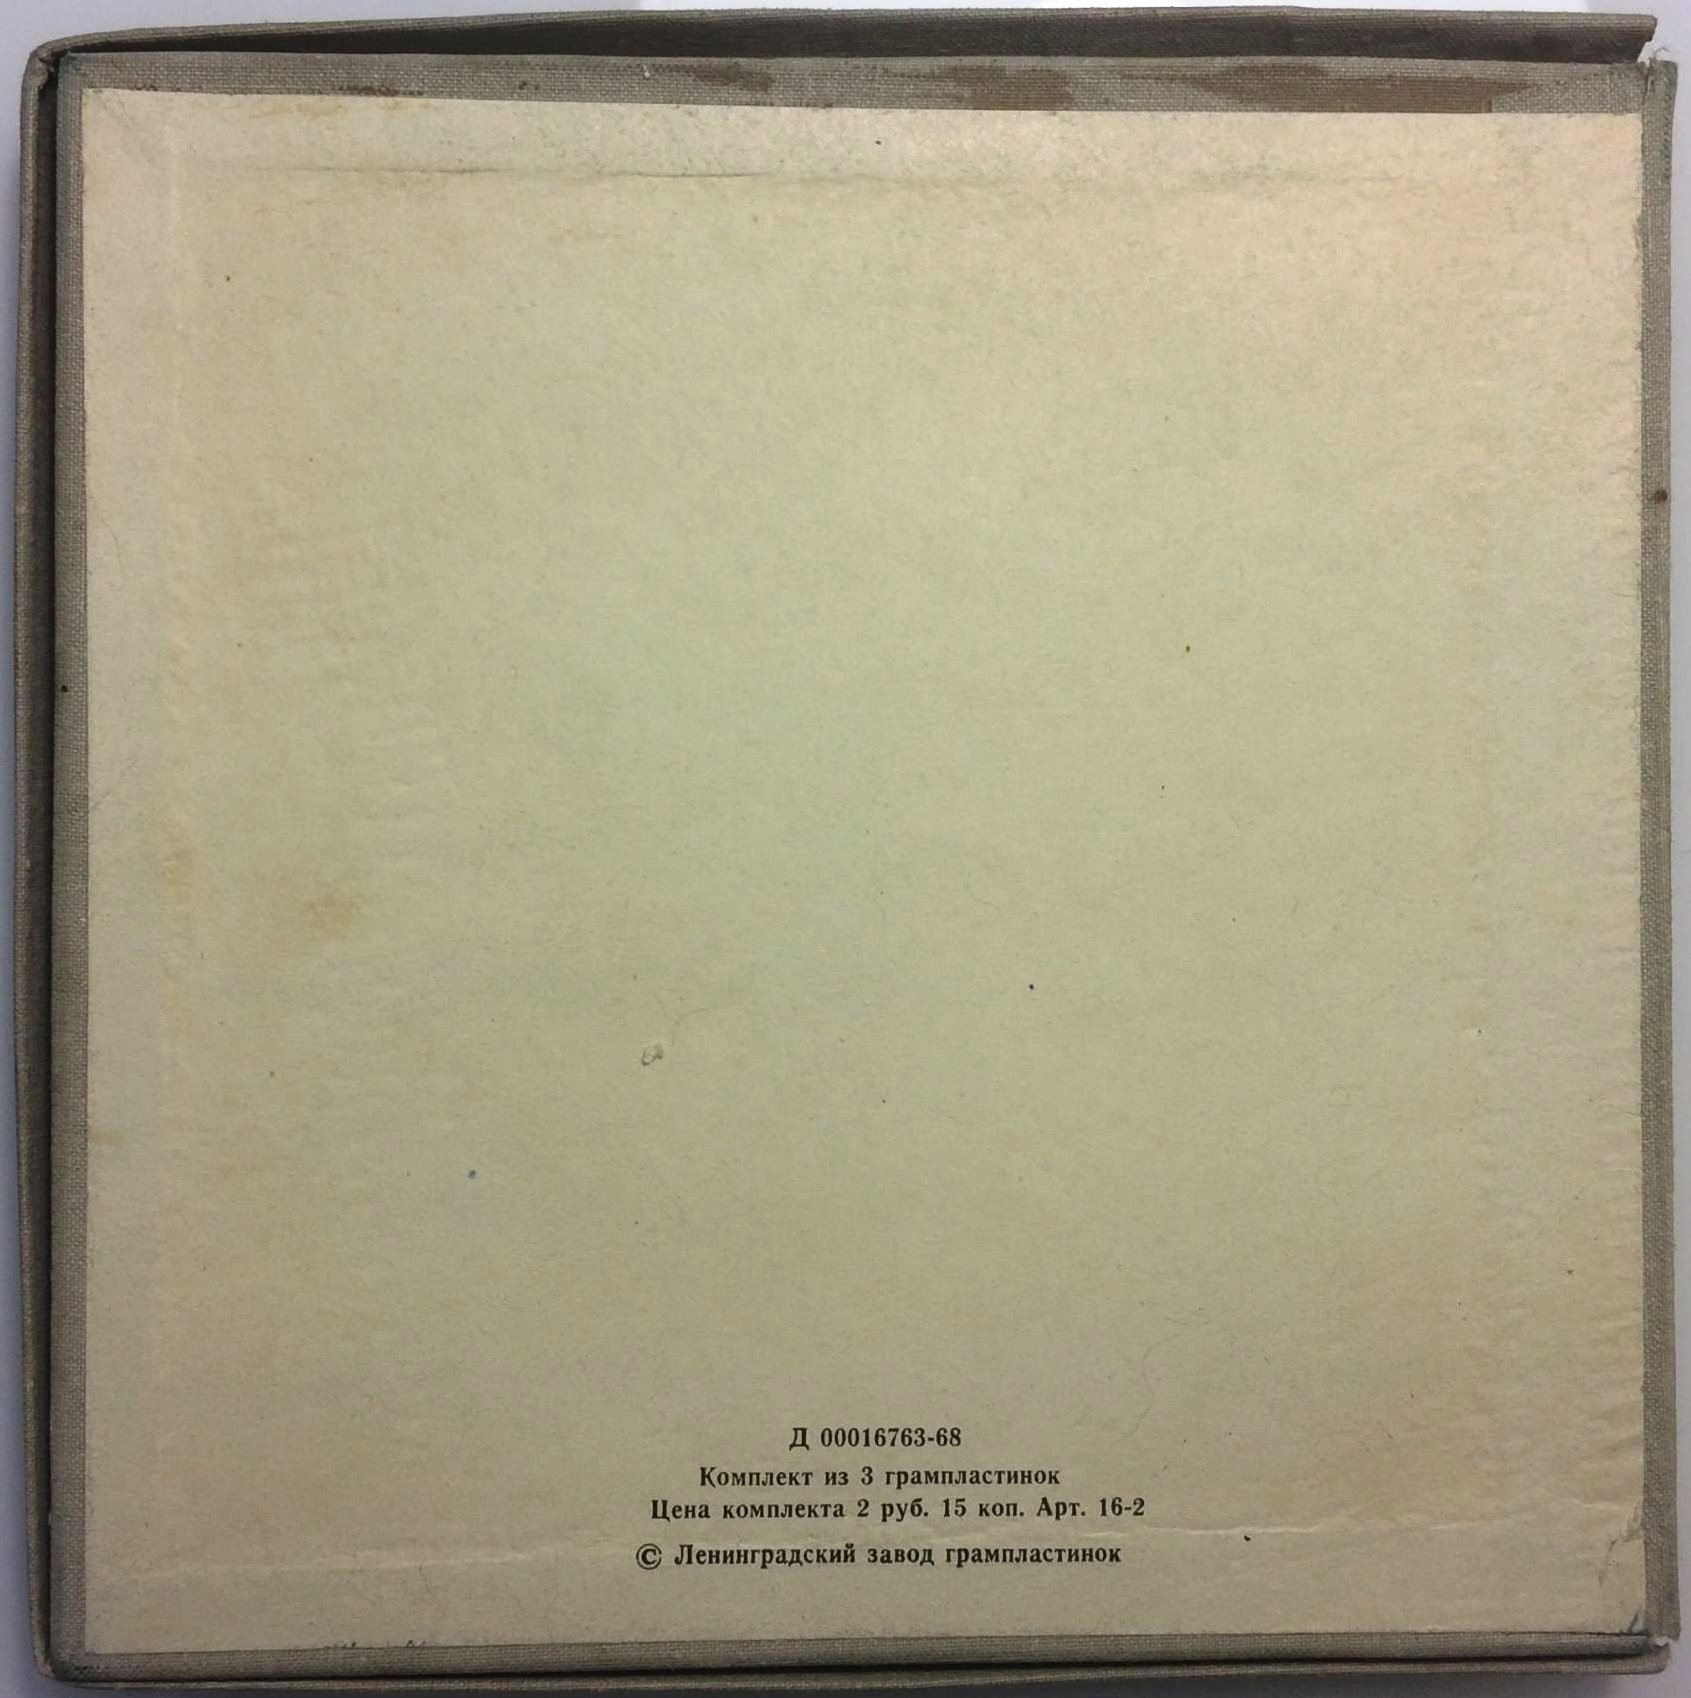 Д 00016763-68
Комплект из 3 грампластинок
Цена комплекта 2 руб. 15 коп. Арт. 16-2
© Ленинградский завод грампластинок